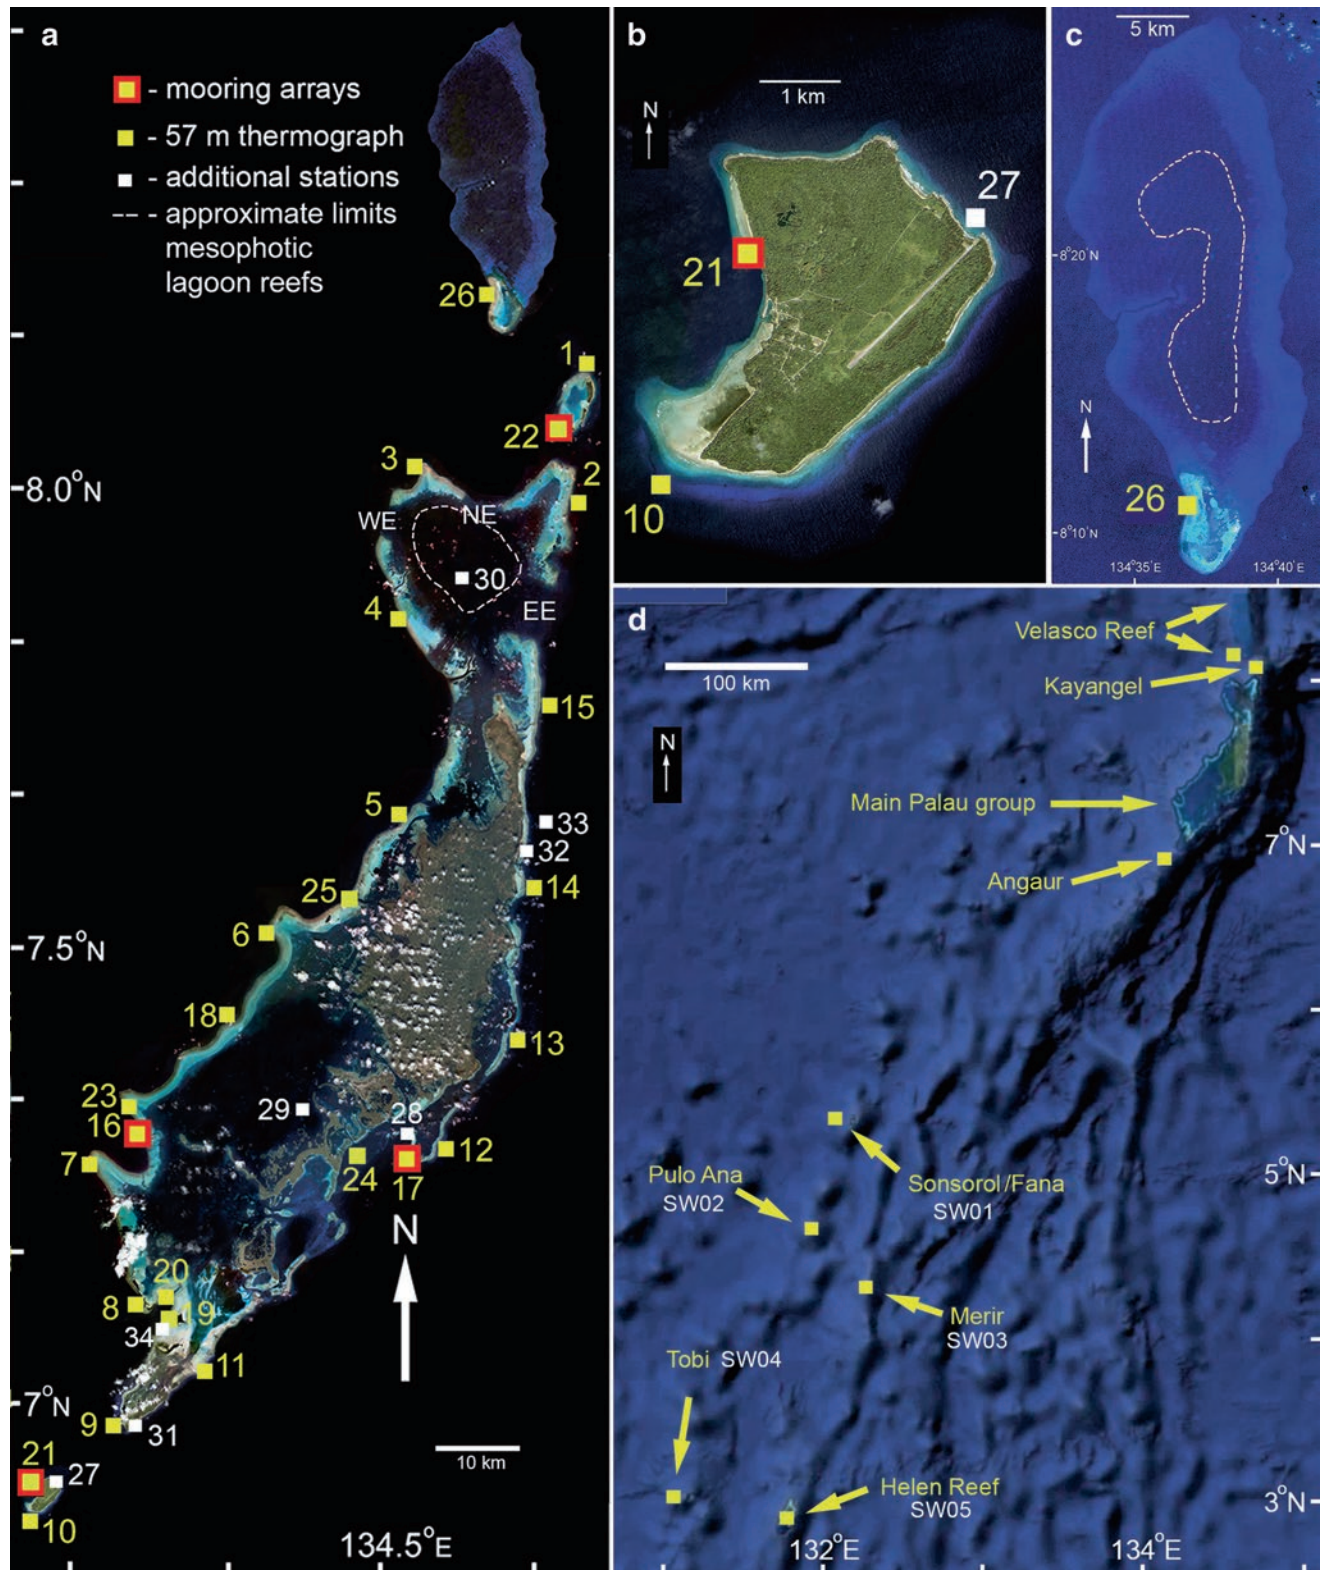 a
- mooring arrays
- 57 m thermograph
- additional stations
--- - approximate limits
mesophotic
lagoon reefs
26
1
22
3
2
8.0°N
WE
NE
30
4
EE
15
5
33
32
25
14
6
7.5°N
18
13
23
29
28
16
12
7
24
17
N
20
8
19
34
11
7°N
9
31
21
27
10 km
10
134.5°E
b
1 km
N
27
21
10
c
5 km
8°20'N
N
26
8°10'N
134°35'E
134°40'E
d
Velasco Reef
100 km
Kayangel
N
Main Palau group
7°N
Angaur
Pulo Ana
SW02
Sonsorol/Fana
SW01
5°N
Merir
SW03
Tobi SW04
Helen Reef
SW05
3°N
132°E
134°E